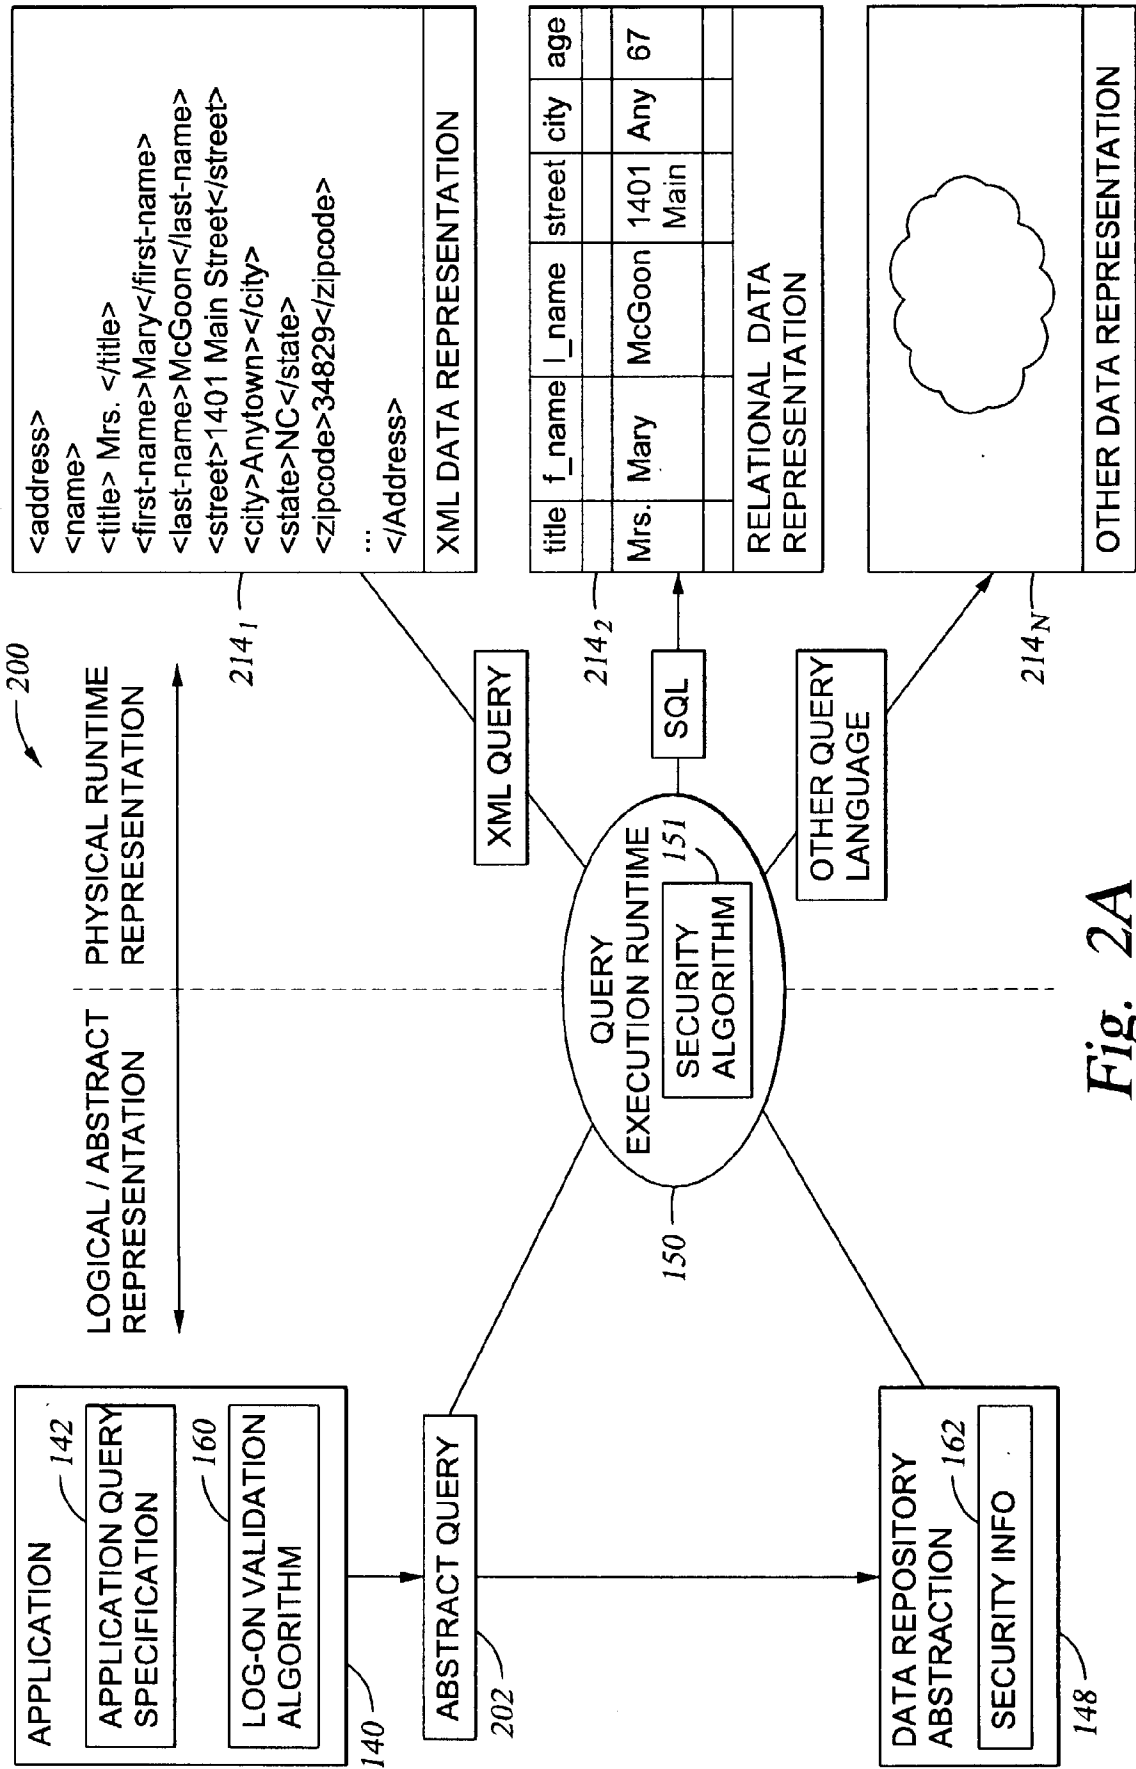 200
LOGICAL / ABSTRACT
REPRESENTATION
PHYSICAL RUNTIME
REPRESENTATION
APPLICATION
142
APPLICATION QUERY
SPECIFICATION
160
LOG-ON VALIDATION
ALGORITHM
140
ABSTRACT QUERY
202
DATA REPOSITORY
ABSTRACTION
162
SECURITY INFO
148
QUERY
EXECUTION RUNTIME
151
SECURITY
ALGORITHM
150
XML QUERY
SQL
OTHER QUERY
LANGUAGE
<address>
<name>
<title> Mrs. </title>
<first-name>Mary</first-name>
<last-name>McGoon</last-name>
<street>1401 Main Street</street>
<city>Anytown></city>
<state>NC</state>
<zipcode>34829</zipcode>
...
</Address>
XML DATA REPRESENTATION
214₁
title f_name l_name street city age
Mrs. Mary McGoon 1401 Any 67
Main
RELATIONAL DATA
REPRESENTATION
214₂
OTHER DATA REPRESENTATION
214N
Fig. 2A